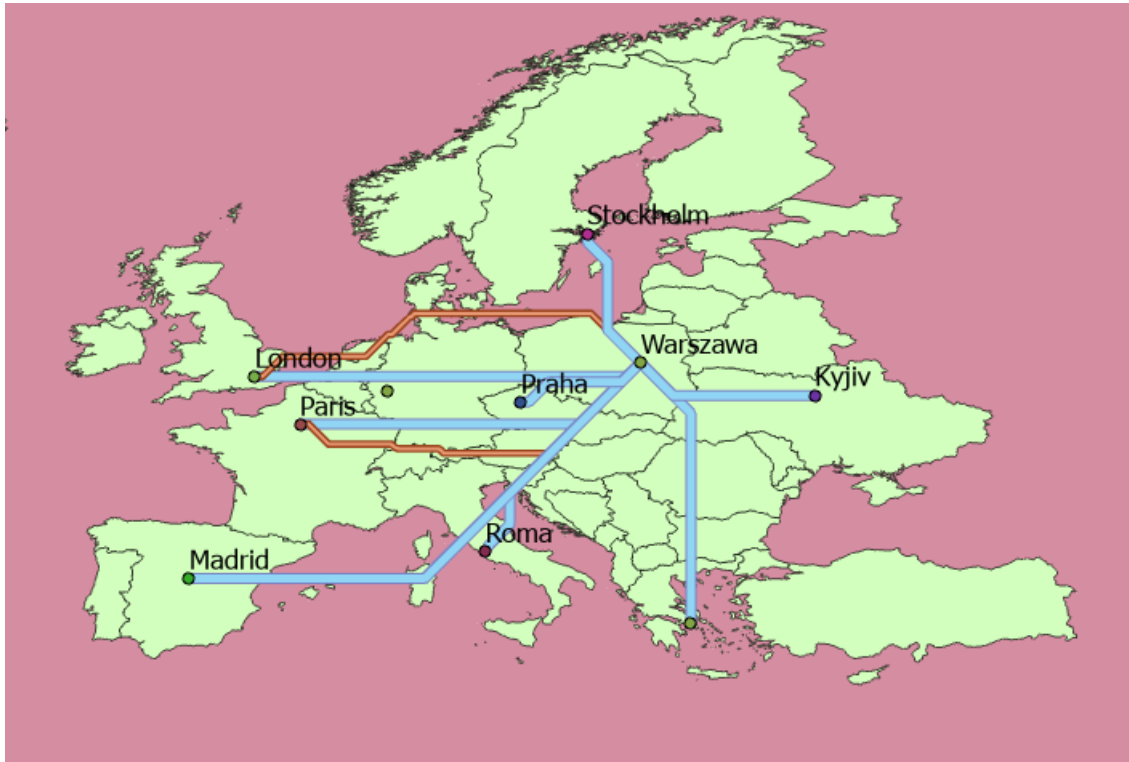 Stockholm
Warszawa
London
Kyjiv
Praha
Paris
Roma
Madrid